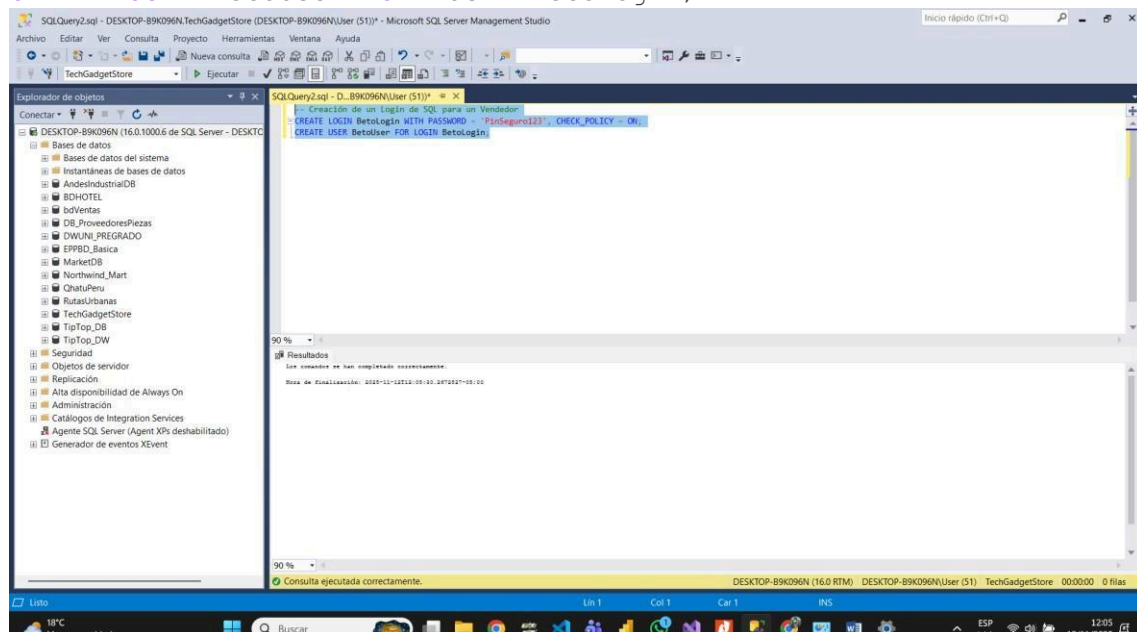 SQLQuery2.sql - DESKTOP-B9K096N.TechGadgetStore (DESKTOP-B9K096N\User (51))* - Microsoft SQL Server Management Studio
Inicio rápido (Ctrl+Q)
Archivo Editar Ver Consulta Proyecto Herramientas Ventana Ayuda
Nueva consulta
TechGadgetStore Ejecutar
Explorador de objetos
SQLQuery2.sql - D...B9K096N\User (51))*
Conectar
-- Creación de un Login de SQL para un Vendedor
CREATE LOGIN BetoLogin WITH PASSWORD = 'PinSeguro123', CHECK_POLICY = ON;
CREATE USER BetoUser FOR LOGIN BetoLogin;
DESKTOP-B9K096N (16.0.1000.6 de SQL Server - DESKTO
Bases de datos
Bases de datos del sistema
Instantáneas de bases de datos
AndesIndustrialDB
BDHOTEL
bdVentas
DB_ProveedoresPiezas
DWUNI_PREGRADO
EPPBD_Basica
MarketDB
Northwind_Mart
QhatuPeru
RutasUrbanas
TechGadgetStore
TipTop_DB
TipTop_DW
Seguridad
Objetos de servidor
Replicación
Alta disponibilidad de Always On
Administración
Catálogos de Integration Services
Agente SQL Server (Agent XPs deshabilitado)
Generador de eventos XEvent
90 %
Resultados
Los comandos se han completado correctamente.
Hora de finalización:
90 %
Consulta ejecutada correctamente.
DESKTOP-B9K096N (16.0 RTM) DESKTOP-B9K096N\User (51) TechGadgetStore 00:00:00 0 filas
Listo
Lín 1 Col 1 Car 1 INS
18°C
Buscar
ESP
12:05